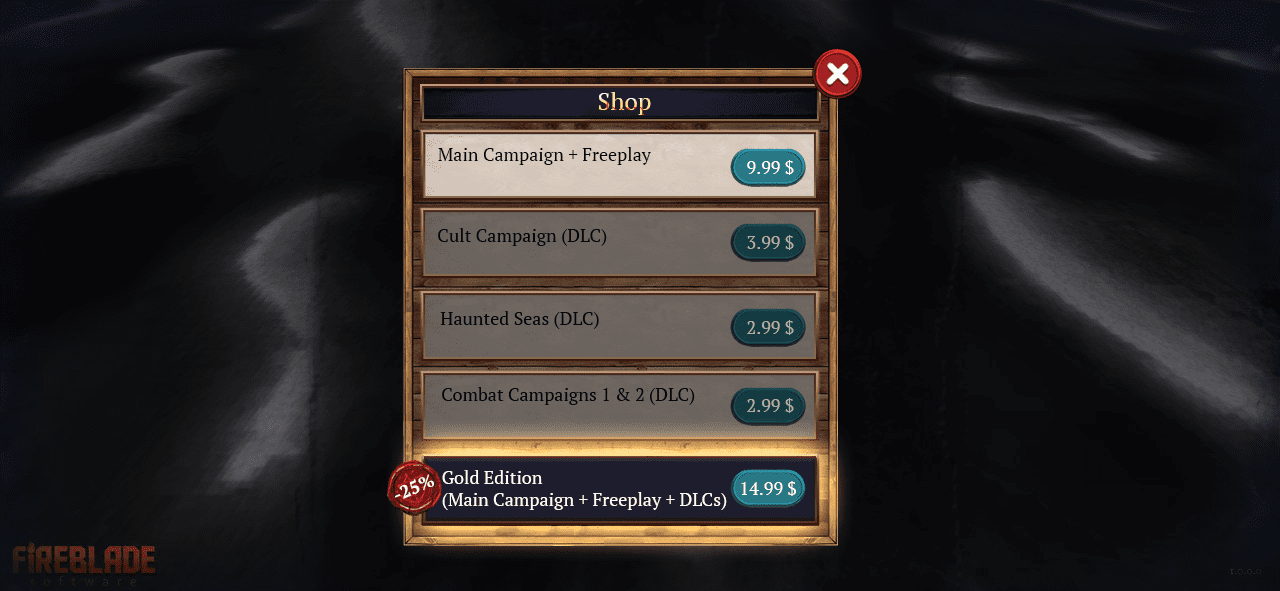 Shop
Main Campaign + Freeplay
9.99 $
Cult Campaign (DLC)
3.99 $
Haunted Seas (DLC)
2.99 $
Combat Campaigns 1 & 2 (DLC)
2.99 $
-25%
Gold Edition
(Main Campaign + Freeplay + DLCs)
14.99 $
FIREBLADE
software